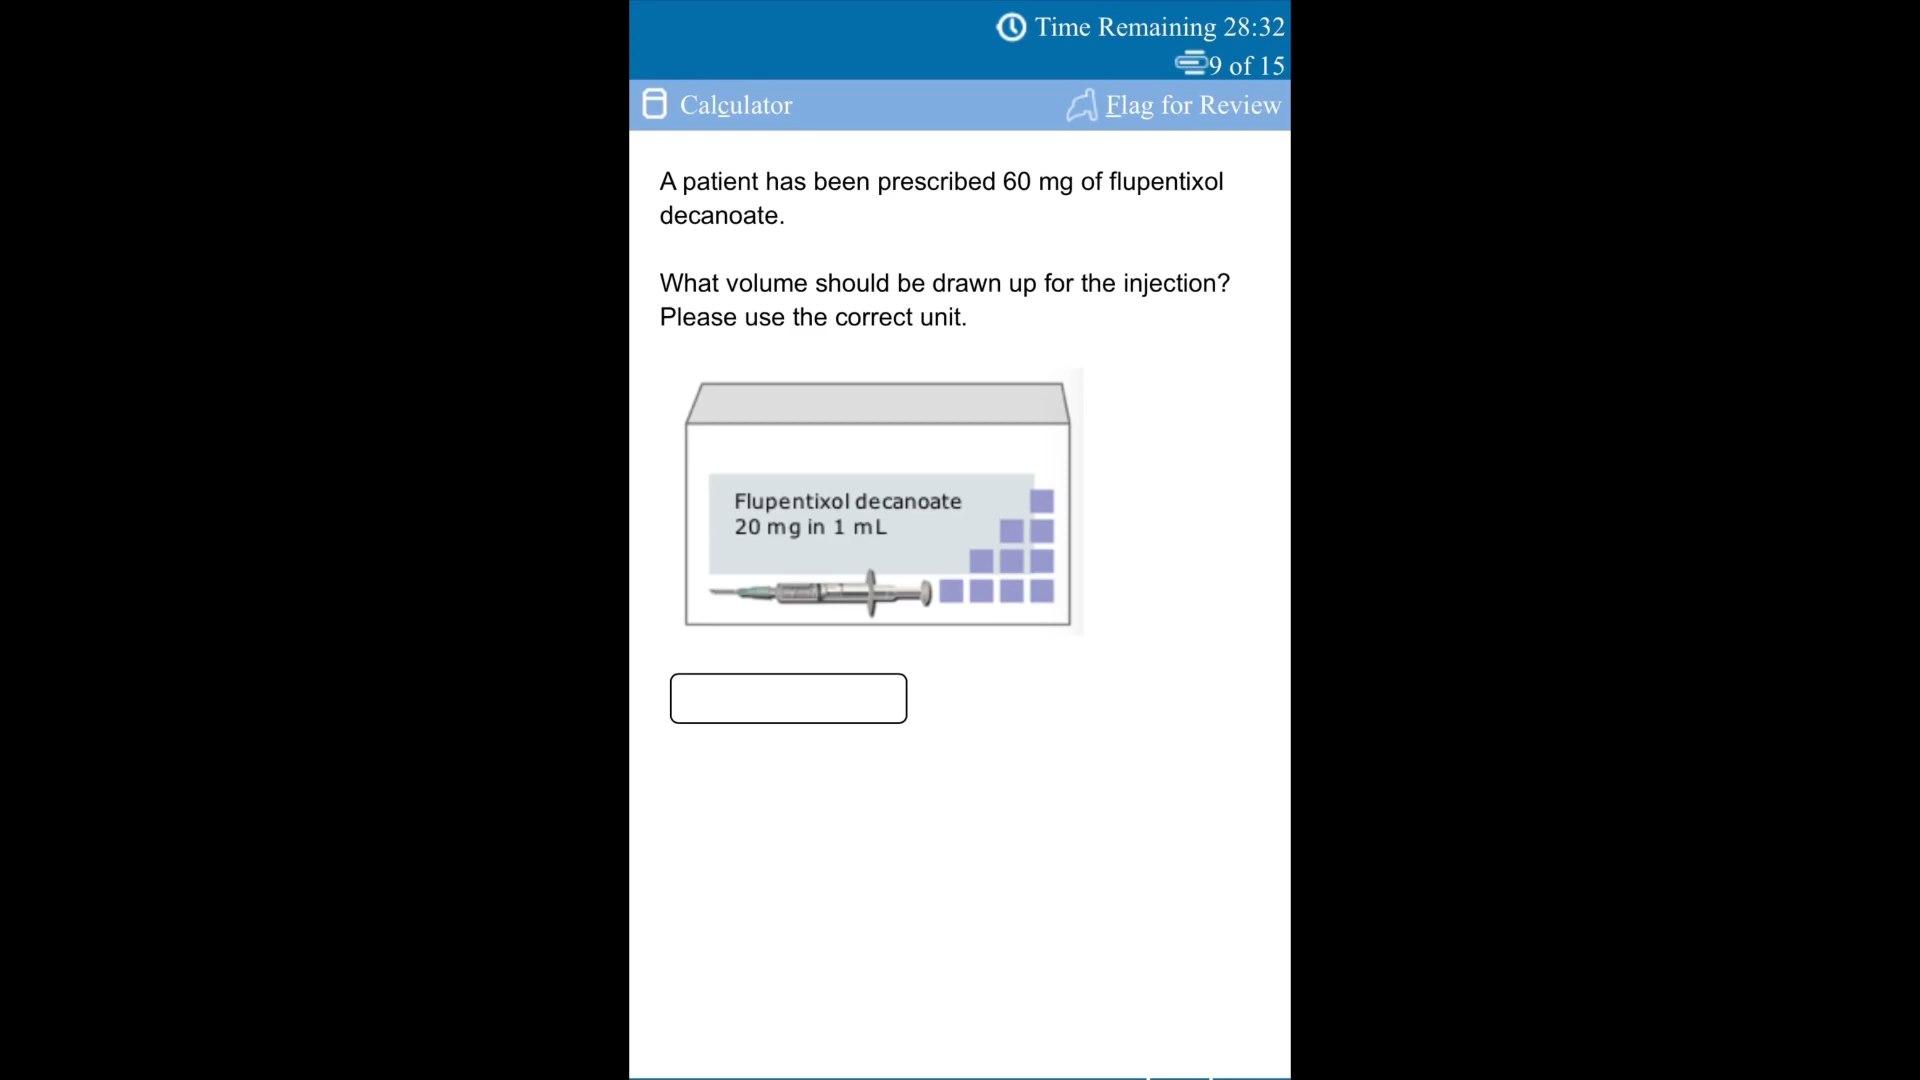 Time Remaining 28:32
9 of 15
Calculator
Flag for Review
A patient has been prescribed 60 mg of flupentixol
decanoate.
What volume should be drawn up for the injection?
Please use the correct unit.
Flupentixol decanoate
20 mg in 1 mL